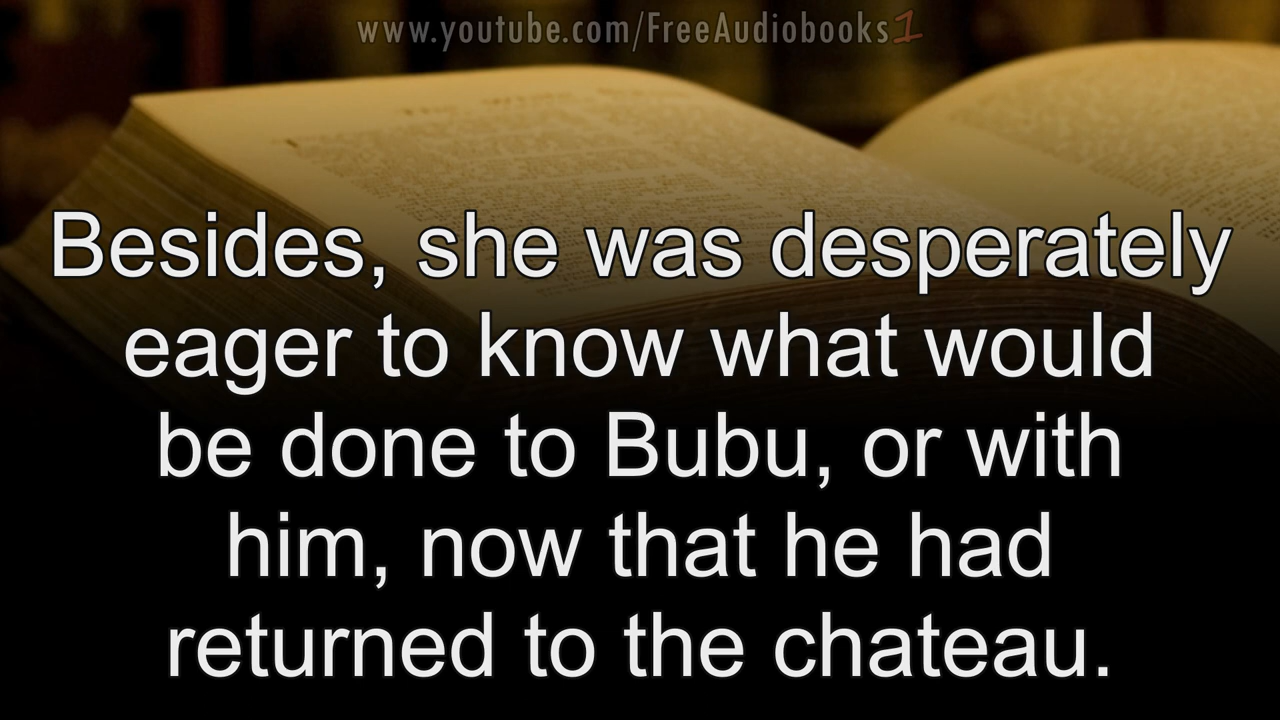 www.youtube.com/FreeAudiobooks1
Besides, she was desperately
eager to know what would
be done to Bubu, or with
him, now that he had
returned to the chateau.